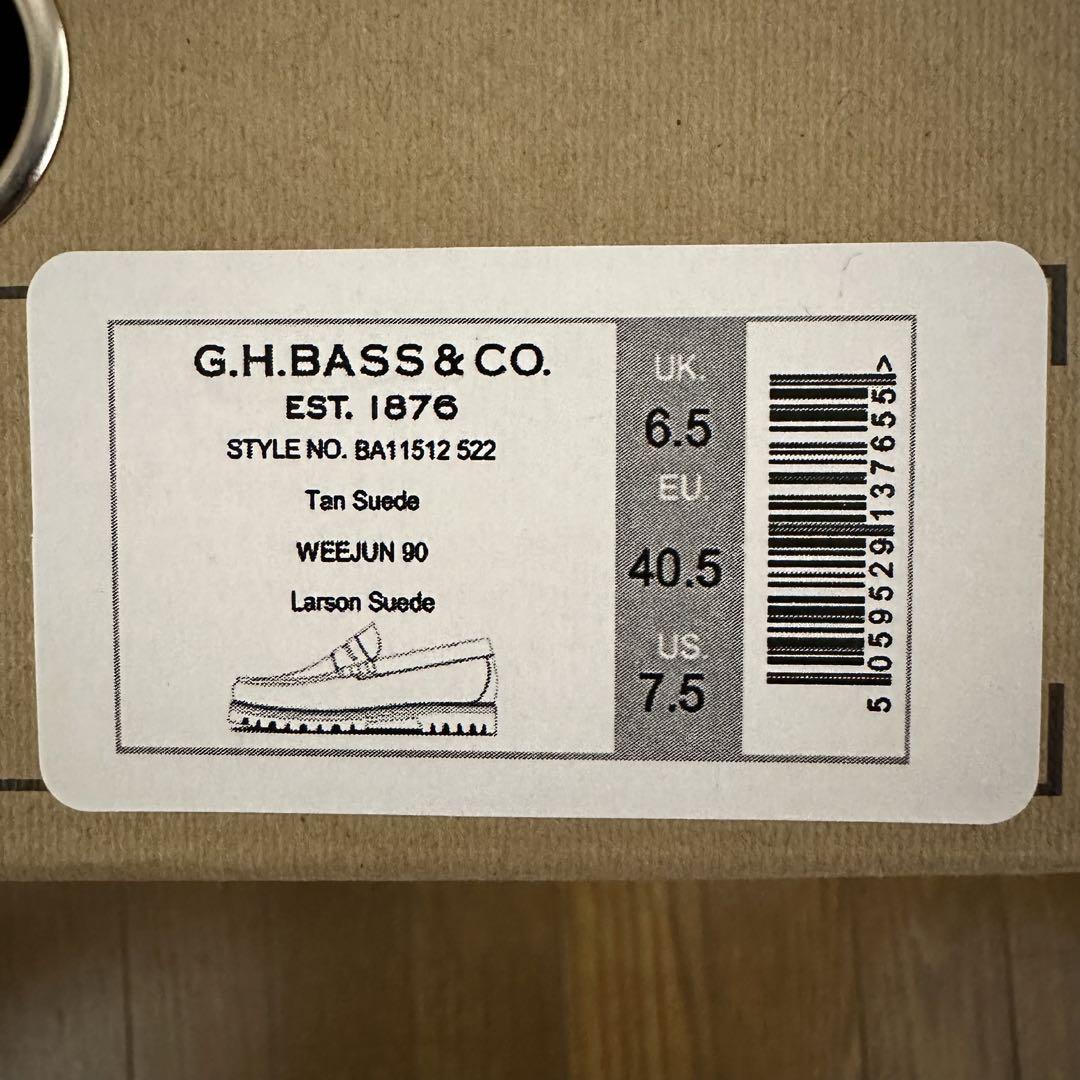 G.H.BASS & CO.
EST. 1876
STYLE NO. BA11512 522
Tan Suede
WEEJUN 90
Larson Suede
UK.
6.5
EU.
40.5
US.
7.5
5 059529 137655 >